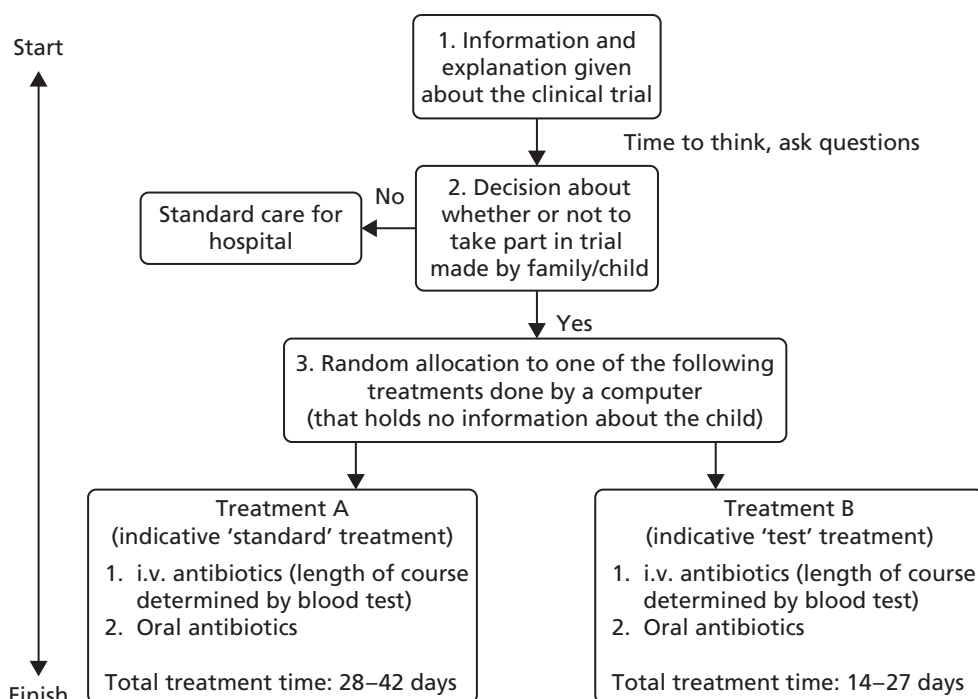 Start
1. Information and
explanation given
about the clinical trial
Time to think, ask questions
No
2. Decision about
whether or not to
take part in trial
made by family/child
Standard care for
hospital
Yes
3. Random allocation to one of the following
treatments done by a computer
(that holds no information about the child)
Treatment A
(indicative ‘standard’ treatment)
1. i.v. antibiotics (length of course
determined by blood test)
2. Oral antibiotics
Total treatment time: 28–42 days
Treatment B
(indicative ‘test’ treatment)
1. i.v. antibiotics (length of course
determined by blood test)
2. Oral antibiotics
Total treatment time: 14–27 days
Finish